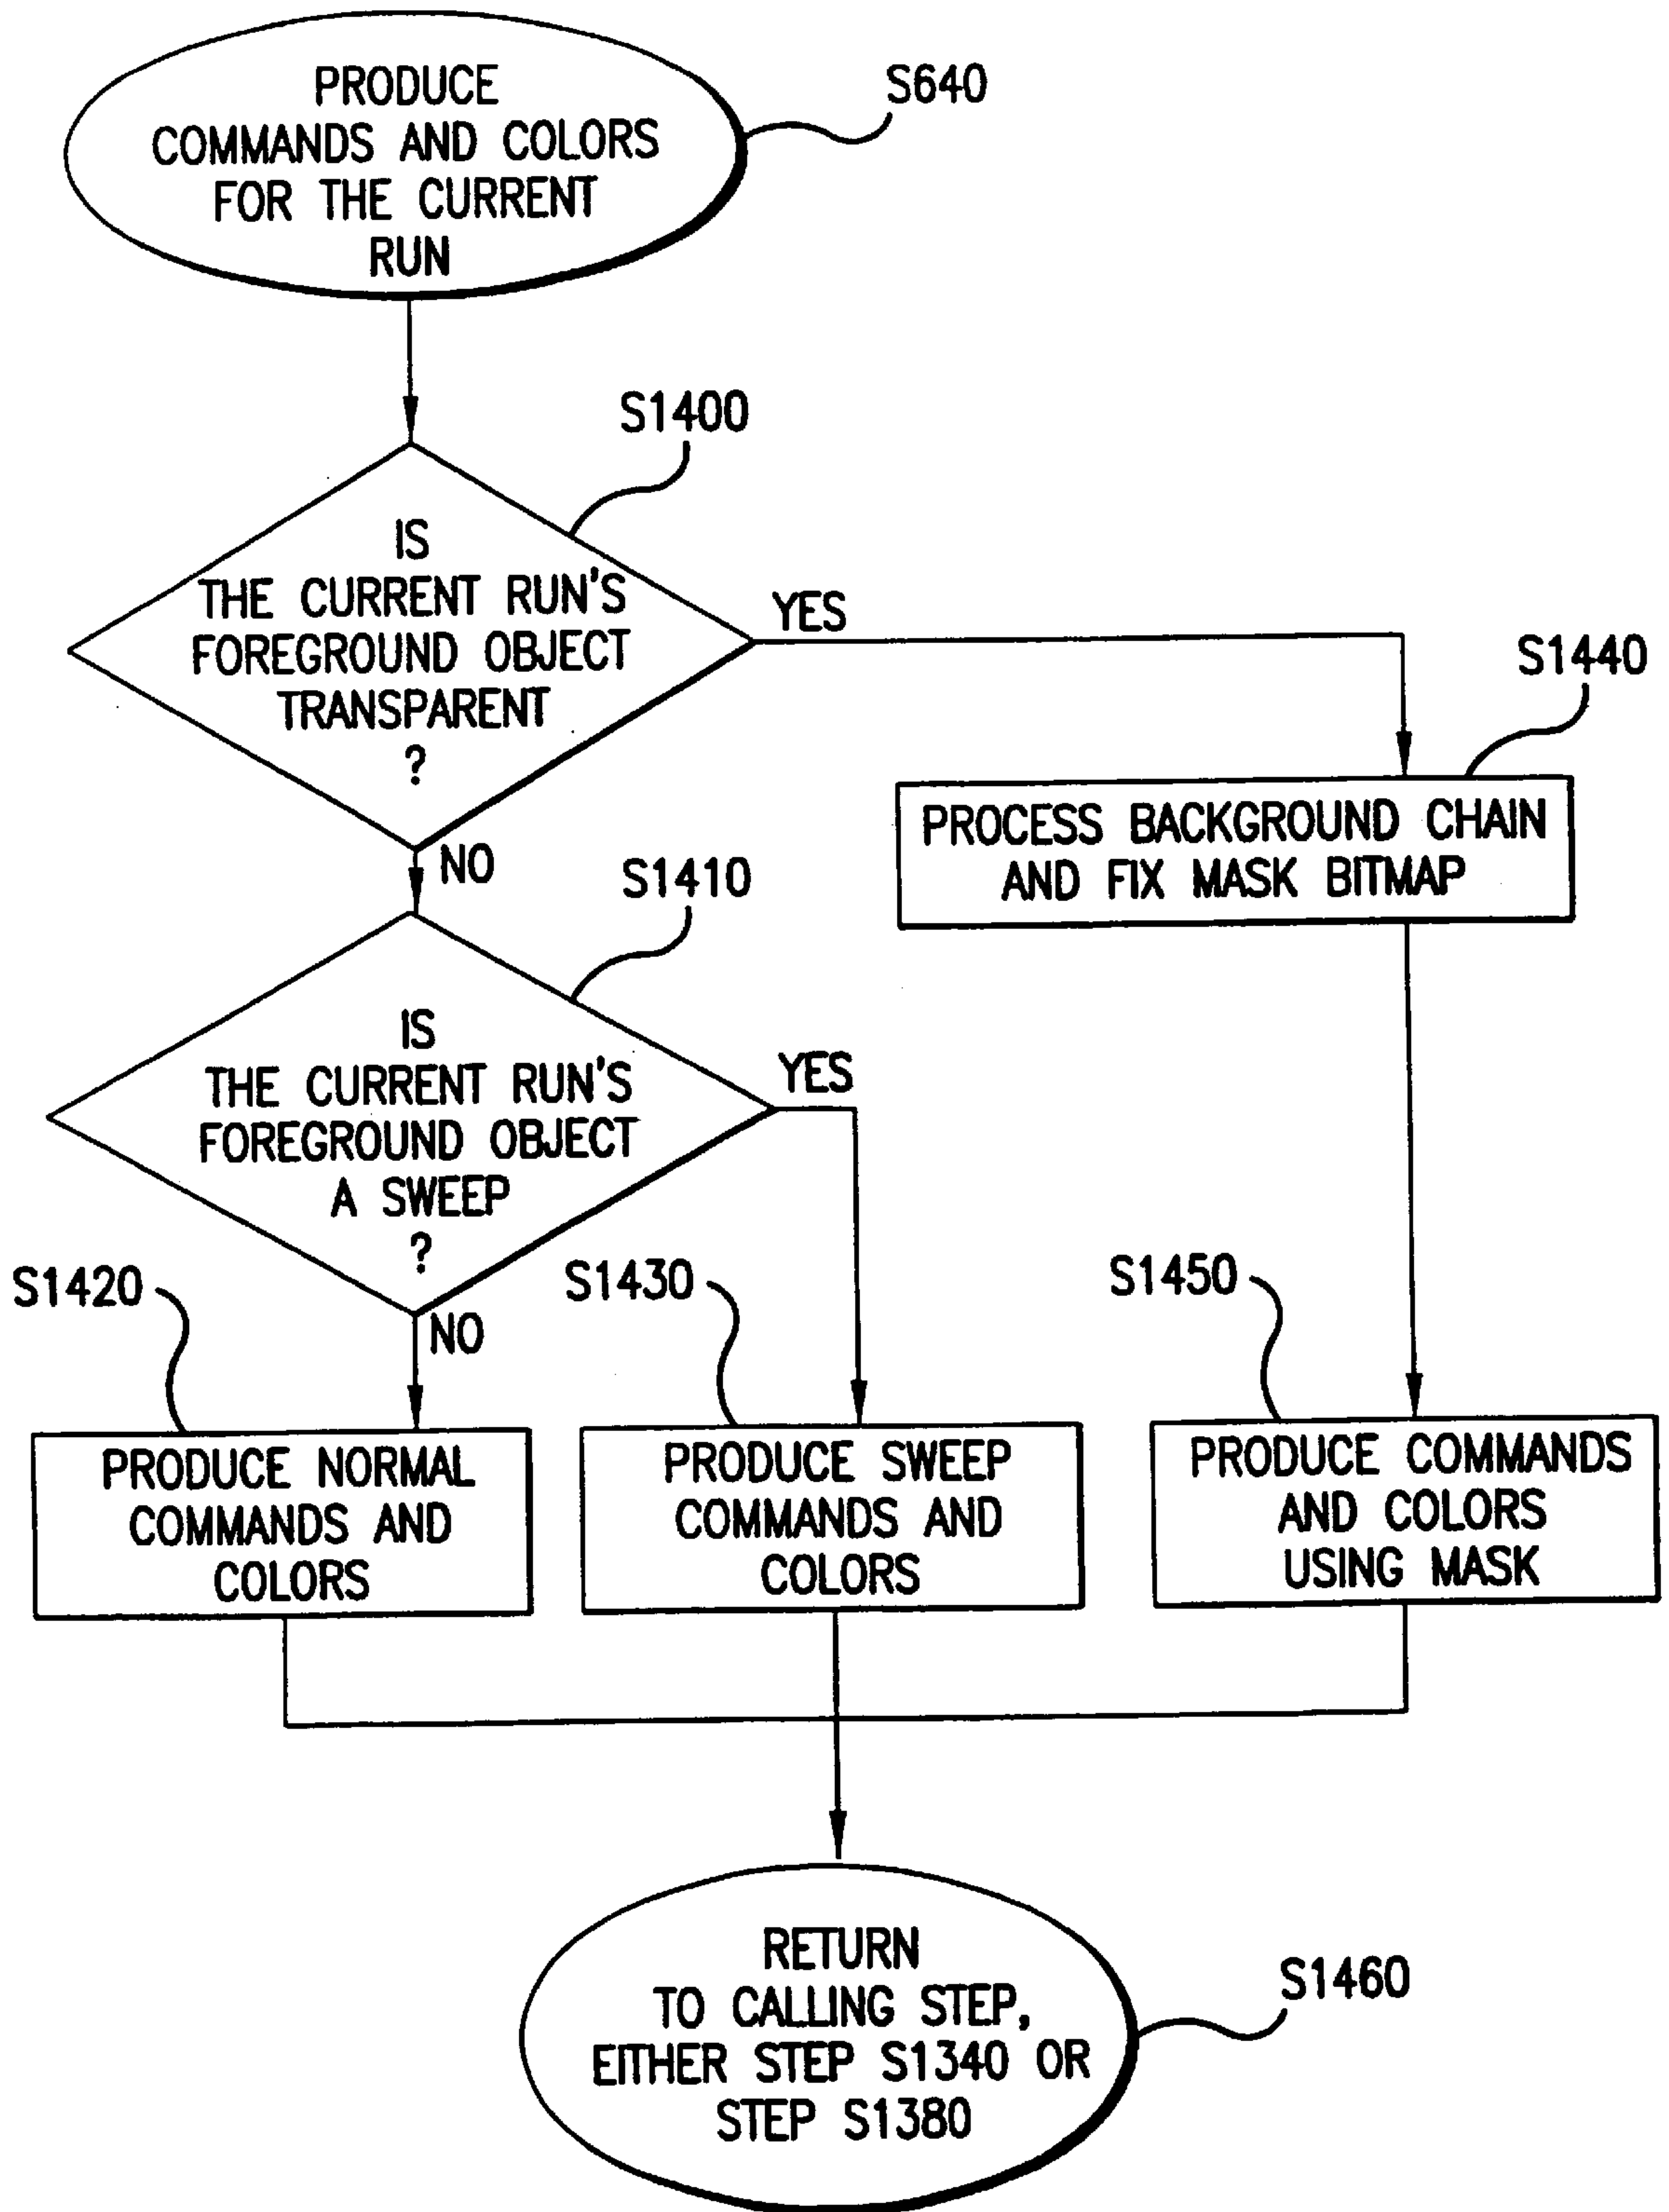 PRODUCE
COMMANDS AND COLORS
FOR THE CURRENT
RUN
S640
S1400
IS
THE CURRENT RUN'S
FOREGROUND OBJECT
TRANSPARENT
?
YES
NO
S1440
PROCESS BACKGROUND CHAIN
AND FIX MASK BITMAP
S1410
IS
THE CURRENT RUN'S
FOREGROUND OBJECT
A SWEEP
?
YES
NO
S1420
PRODUCE NORMAL
COMMANDS AND
COLORS
S1430
PRODUCE SWEEP
COMMANDS AND
COLORS
S1450
PRODUCE COMMANDS
AND COLORS
USING MASK
RETURN
TO CALLING STEP,
EITHER STEP S1340 OR
STEP S1380
S1460